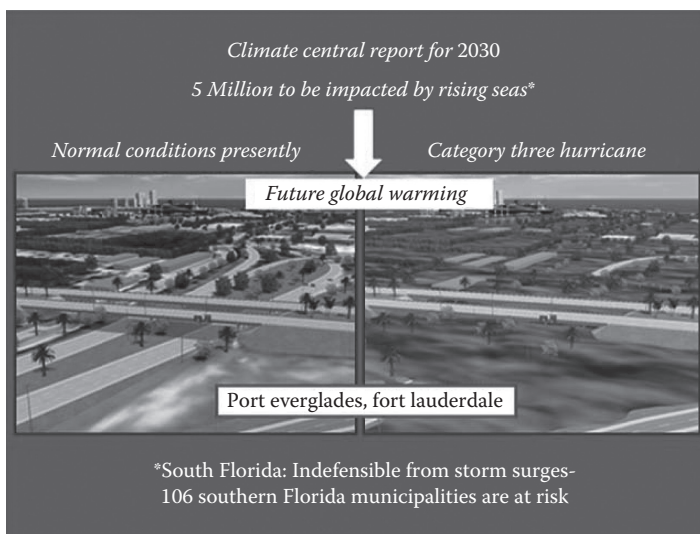 Climate central report for 2030
5 Million to be impacted by rising seas*
Normal conditions presently
Category three hurricane
Future global warming
Port everglades, fort lauderdale
*South Florida: Indefensible from storm surges-
106 southern Florida municipalities are at risk